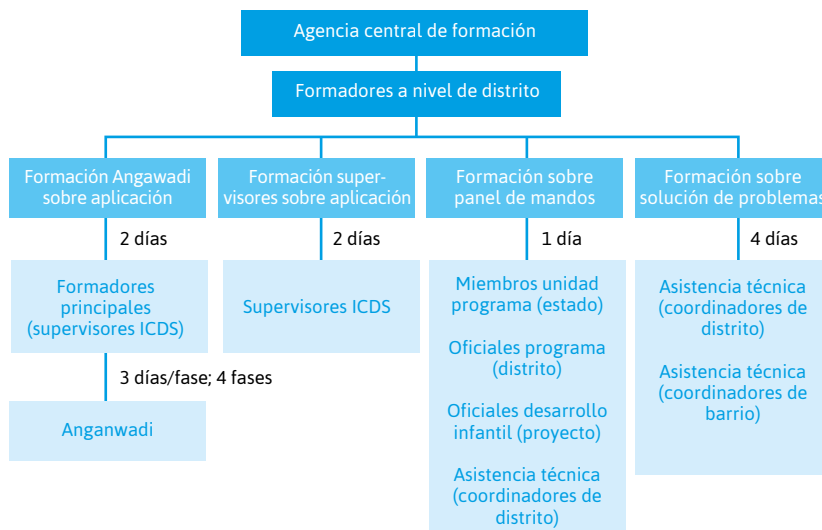 Agencia central de formación
Formadores a nivel de distrito
Formación Angawadi
sobre aplicación
Formación super-
visores sobre aplicación
Formación sobre
panel de mandos
Formación sobre
solución de problemas
2 días
2 días
1 día
4 días
Formadores
principales
(supervisores ICDS)
Supervisores ICDS
Miembros unidad
programa (estado)
Oficiales programa
(distrito)
Oficiales desarrollo
infantil (proyecto)
Asistencia técnica
(coordinadores de
distrito)
Asistencia técnica
(coordinadores de
distrito)
Asistencia técnica
(coordinadores de
barrio)
3 días/fase; 4 fases
Anganwadi